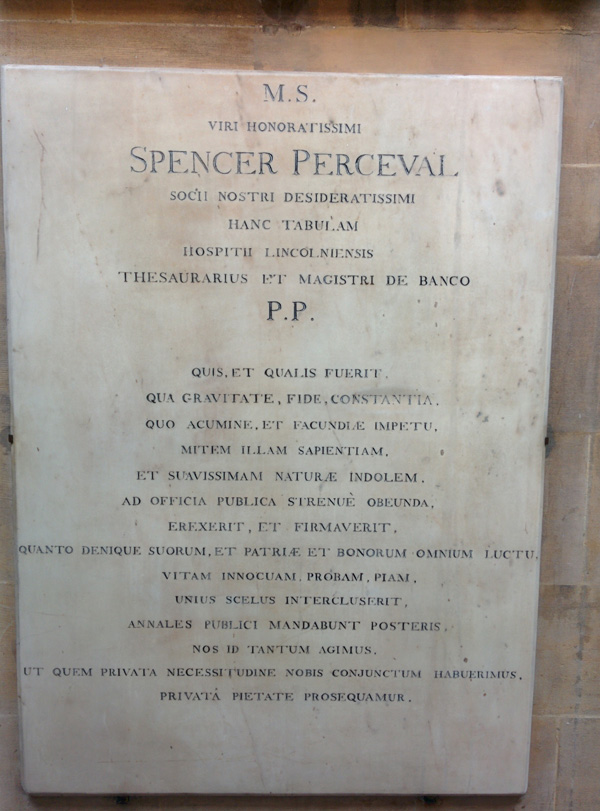 M.S.
VIRI HONORATISSIMI
SPENCER PERCEVAL
SOCII NOSTRI DESIDERATISSIMI
HANC TABULAM
HOSPITII LINCOLNIENSIS
THESAURARIUS ET MAGISTRI DE BANCO
P.P.
QUIS, ET QUALIS FUERIT,
QUA GRAVITATE, FIDE, CONSTANTIA,
QUO ACUMINE, ET FACUNDIÆ IMPETU,
MITEM ILLAM SAPIENTIAM,
ET SUAVISSIMAM NATURÆ INDOLEM,
AD OFFICIA PUBLICA STRENUÈ OBEUNDA,
EREXERIT, ET FIRMAVERIT,
QUANTO DENIQUE SUORUM, ET PATRIÆ ET BONORUM OMNIUM LUCTU,
VITAM INNOCUAM, PROBAM, PIAM,
UNIUS SCELUS INTERCLUSERIT,
ANNALES PUBLICI MANDABUNT POSTERIS,
NOS ID TANTUM AGIMUS,
UT QUEM PRIVATA NECESSITUDINE NOBIS CONJUNCTUM HABUERIMUS,
PRIVATÁ PIETATE PROSEQUAMUR.